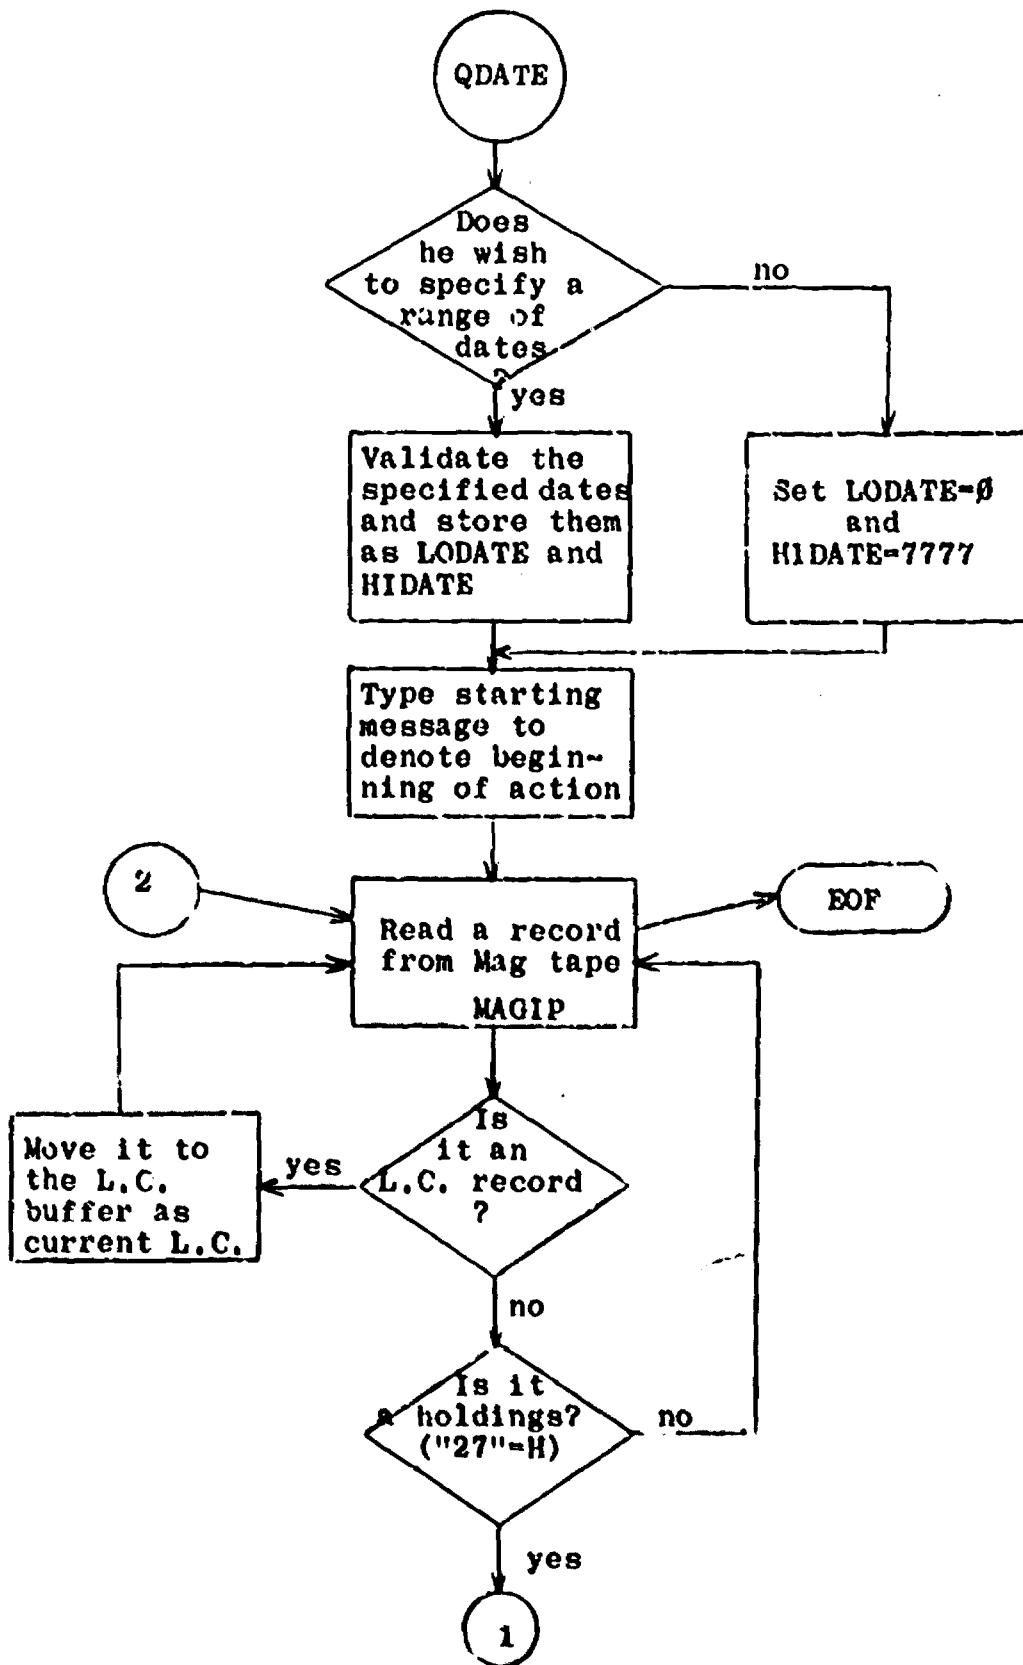 QDATE
Does
he wish
to specify a
range of
dates
?
no
yes
Validate the
specified dates
and store them
as LODATE and
HIDATE
Set LODATE=Ø
and
HIDATE=7777
Type starting
message to
denote begin-
ning of action
2
Read a record
from Mag tape
MAGIP
EOF
Is
it an
L.C. record
?
yes
Move it to
the L.C.
buffer as
current L.C.
no
Is it
a holdings?
("27"=H)
no
yes
1